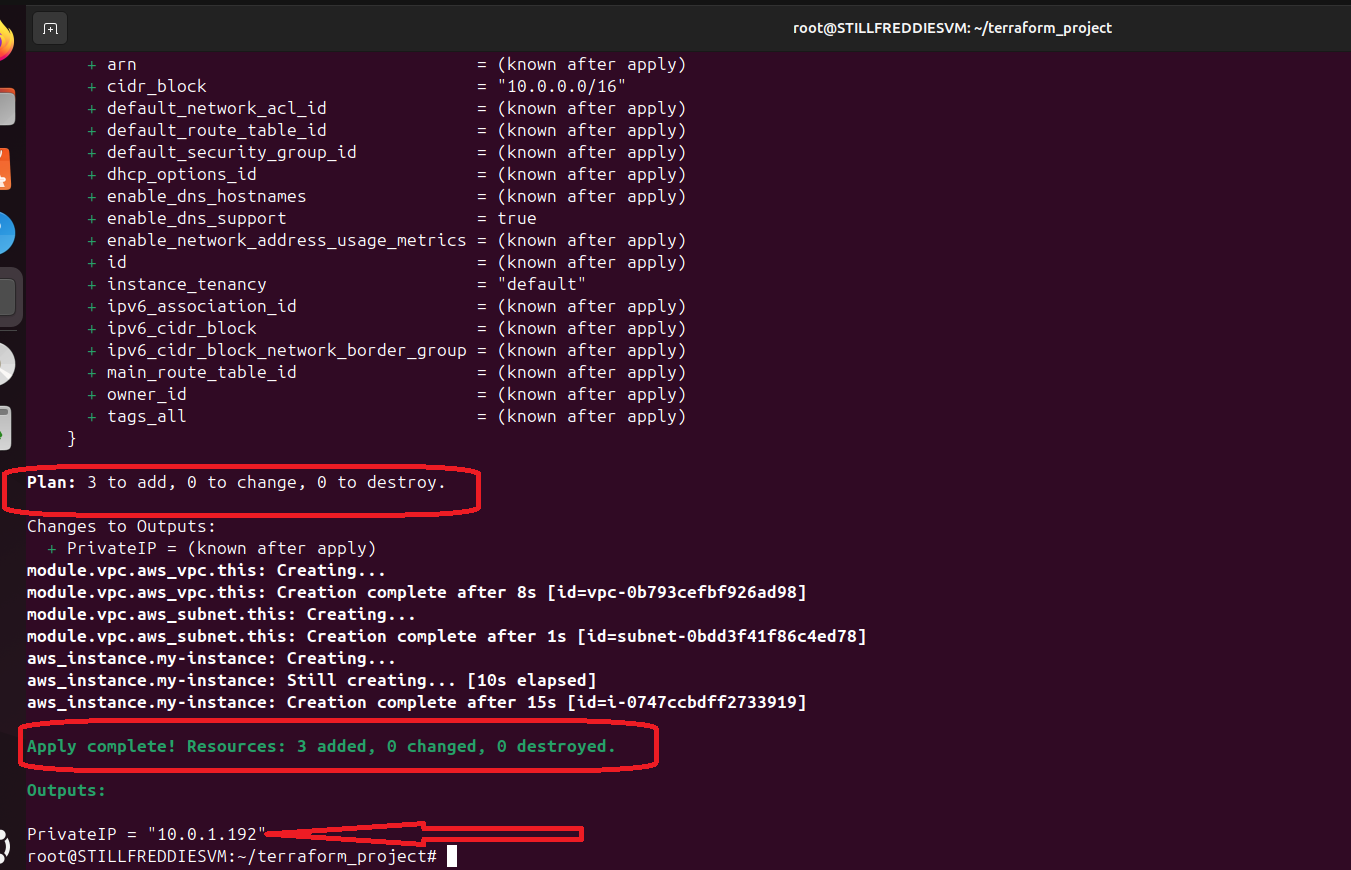 root@STILLFREDDIESVM: ~/terraform_project
+ arn = (known after apply)
+ cidr_block = "10.0.0.0/16"
+ default_network_acl_id = (known after apply)
+ default_route_table_id = (known after apply)
+ default_security_group_id = (known after apply)
+ dhcp_options_id = (known after apply)
+ enable_dns_hostnames = (known after apply)
+ enable_dns_support = true
+ enable_network_address_usage_metrics = (known after apply)
+ id = (known after apply)
+ instance_tenancy = "default"
+ ipv6_association_id = (known after apply)
+ ipv6_cidr_block = (known after apply)
+ ipv6_cidr_block_network_border_group = (known after apply)
+ main_route_table_id = (known after apply)
+ owner_id = (known after apply)
+ tags_all = (known after apply)
}
Plan: 3 to add, 0 to change, 0 to destroy.
Changes to Outputs:
+ PrivateIP = (known after apply)
module.vpc.aws_vpc.this: Creating...
module.vpc.aws_vpc.this: Creation complete after 8s [id=vpc-0b793cefbf926ad98]
module.vpc.aws_subnet.this: Creating...
module.vpc.aws_subnet.this: Creation complete after 1s [id=subnet-0bdd3f41f86c4ed78]
aws_instance.my-instance: Creating...
aws_instance.my-instance: Still creating... [10s elapsed]
aws_instance.my-instance: Creation complete after 15s [id=i-0747ccbdff2733919]
Apply complete! Resources: 3 added, 0 changed, 0 destroyed.
Outputs:
PrivateIP = "10.0.1.192"
root@STILLFREDDIESVM:~/terraform_project#